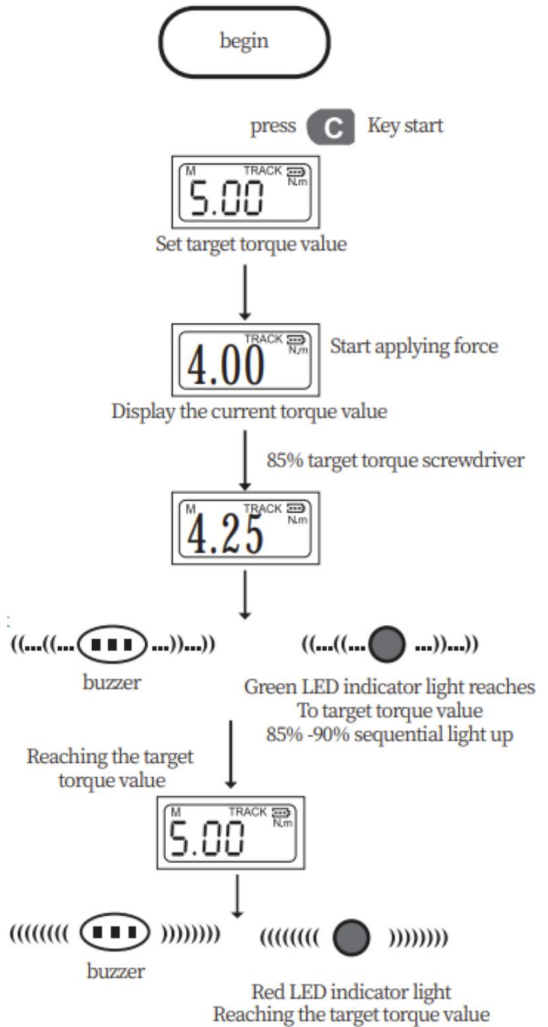 begin
press C Key start
M TRACK
N.m
5.00
Set target torque value
TRACK
N.m
4.00
Start applying force
Display the current torque value
85% target torque screwdriver
M TRACK
N.m
4.25
((...((... ...))...)) ((...((... ...))...))
buzzer
Green LED indicator light reaches
To target torque value
85% -90% sequential light up
Reaching the target
torque value
M TRACK
N.m
5.00
(((((((( )))))))) (((((((( ))))))))
buzzer
Red LED indicator light
Reaching the target torque value